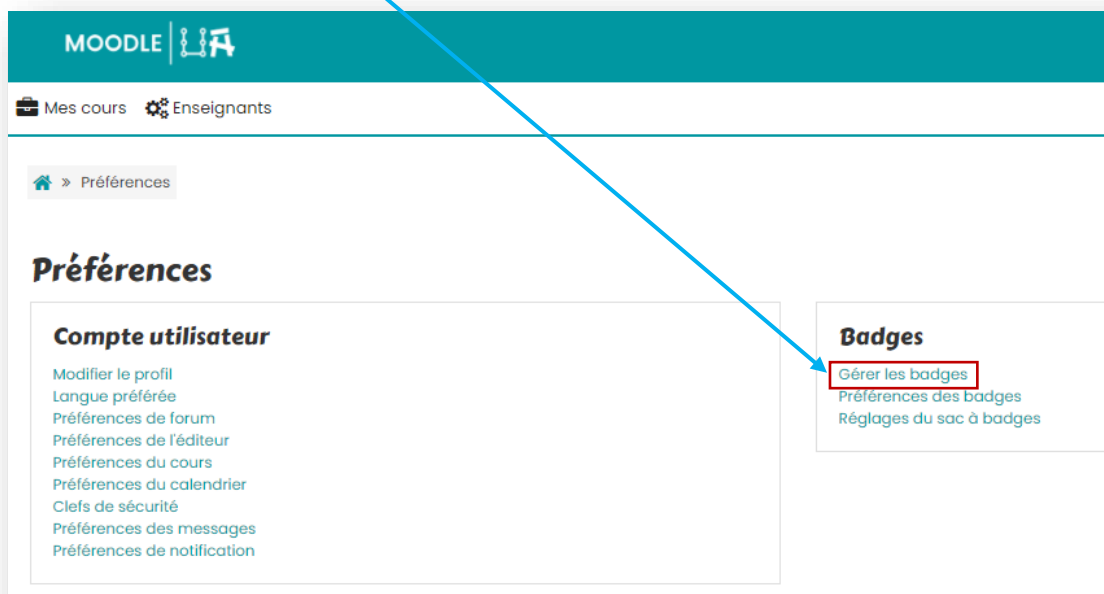 MOODLE
Mes cours Enseignants
» Préférences
Préférences
Compte utilisateur
Modifier le profil
Langue préférée
Préférences de forum
Préférences de l'éditeur
Préférences du cours
Préférences du calendrier
Clefs de sécurité
Préférences des messages
Préférences de notification
Badges
Gérer les badges
Préférences des badges
Réglages du sac à badges